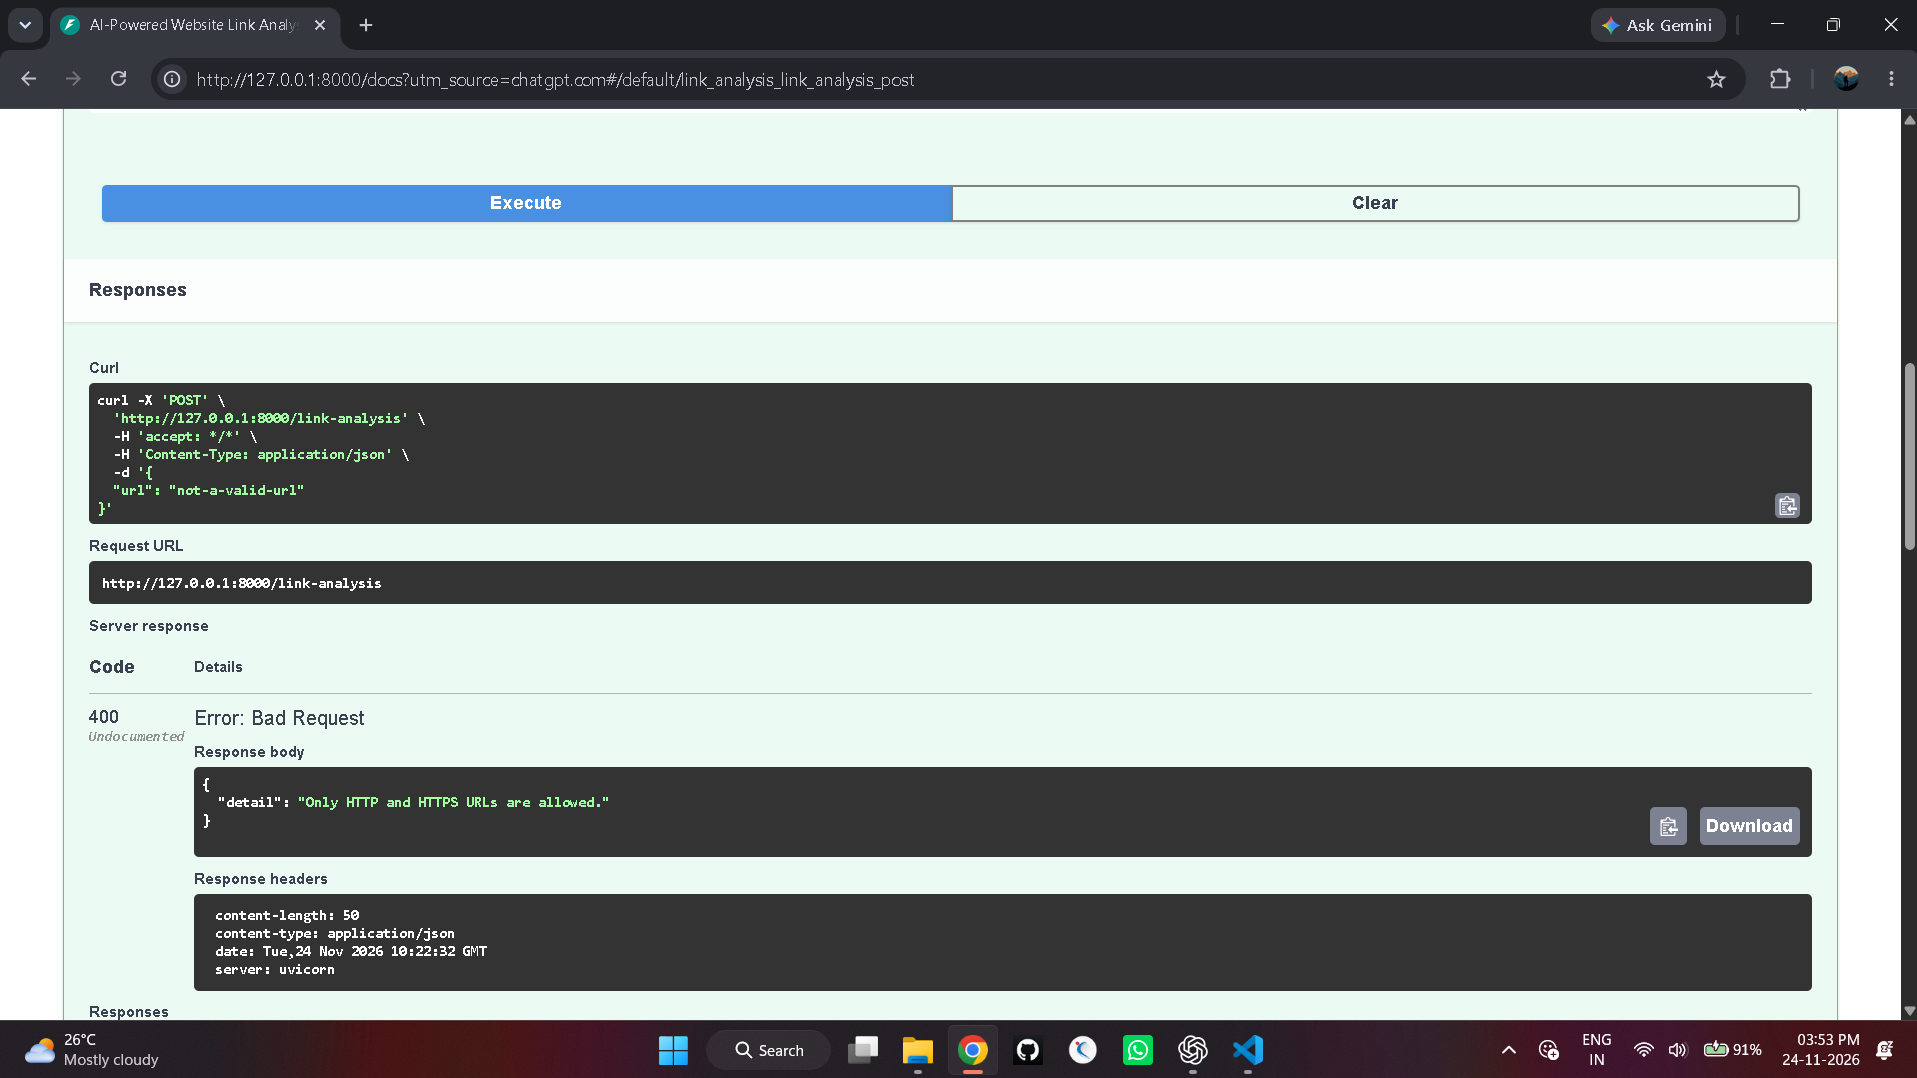 AI-Powered Website Link Analy
Ask Gemini
http://127.0.0.1:8000/docs?utm_source=chatgpt.com#/default/link_analysis_link_analysis_post
Execute
Clear
Responses
Curl
curl -X 'POST' \
'http://127.0.0.1:8000/link-analysis' \
-H 'accept: */*' \
-H 'Content-Type: application/json' \
-d '{
"url": "not-a-valid-url"
}'
Request URL
http://127.0.0.1:8000/link-analysis
Server response
Code Details
400 Error: Bad Request
Undocumented
Response body
{
"detail": "Only HTTP and HTTPS URLs are allowed."
}
Download
Response headers
content-length: 50
content-type: application/json
date: Tue,24 Nov 2026 10:22:32 GMT
server: uvicorn
Responses
26°C
Mostly cloudy
Search
ENG
IN
91%
03:53 PM
24-11-2026